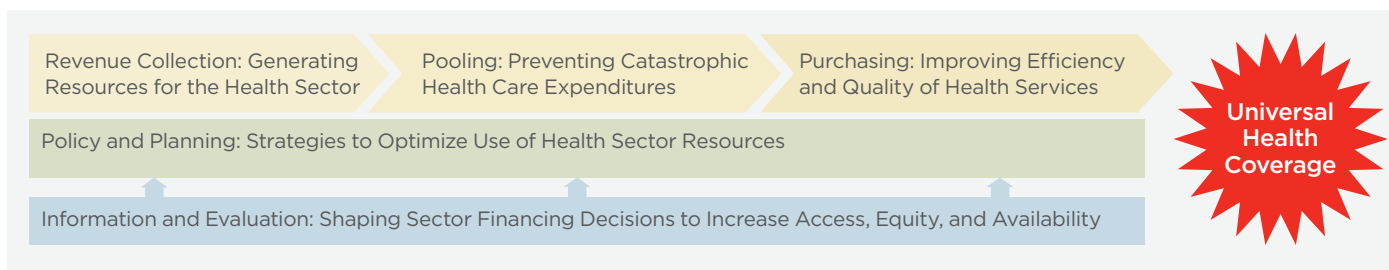 Revenue Collection: Generating
Resources for the Health Sector
Pooling: Preventing Catastrophic
Health Care Expenditures
Purchasing: Improving Efficiency
and Quality of Health Services
Universal
Health
Coverage
Policy and Planning: Strategies to Optimize Use of Health Sector Resources
Information and Evaluation: Shaping Sector Financing Decisions to Increase Access, Equity, and Availability